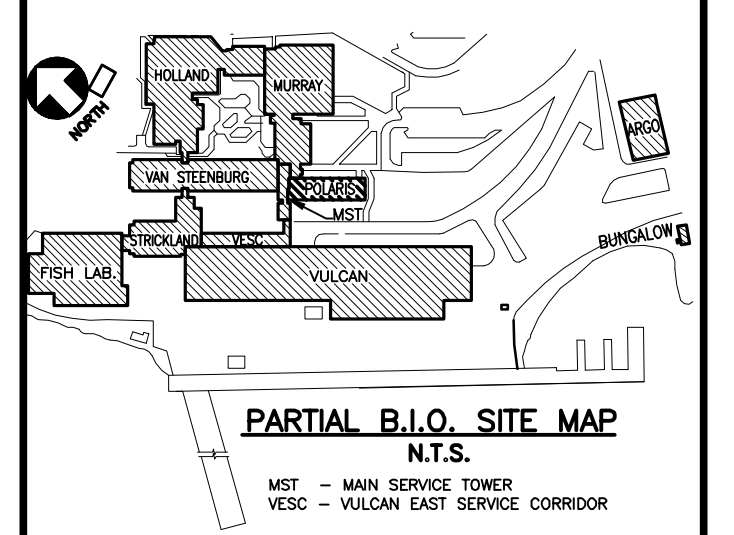 HOLLAND
MURRAY
NORTH
ARGO
VAN STEENBURG
POLARIS
MST
STRICKLAND
VESC
BUNGALOW
FISH LAB.
VULCAN
PARTIAL B.I.O. SITE MAP
N.T.S.
MST – MAIN SERVICE TOWER
VESC – VULCAN EAST SERVICE CORRIDOR